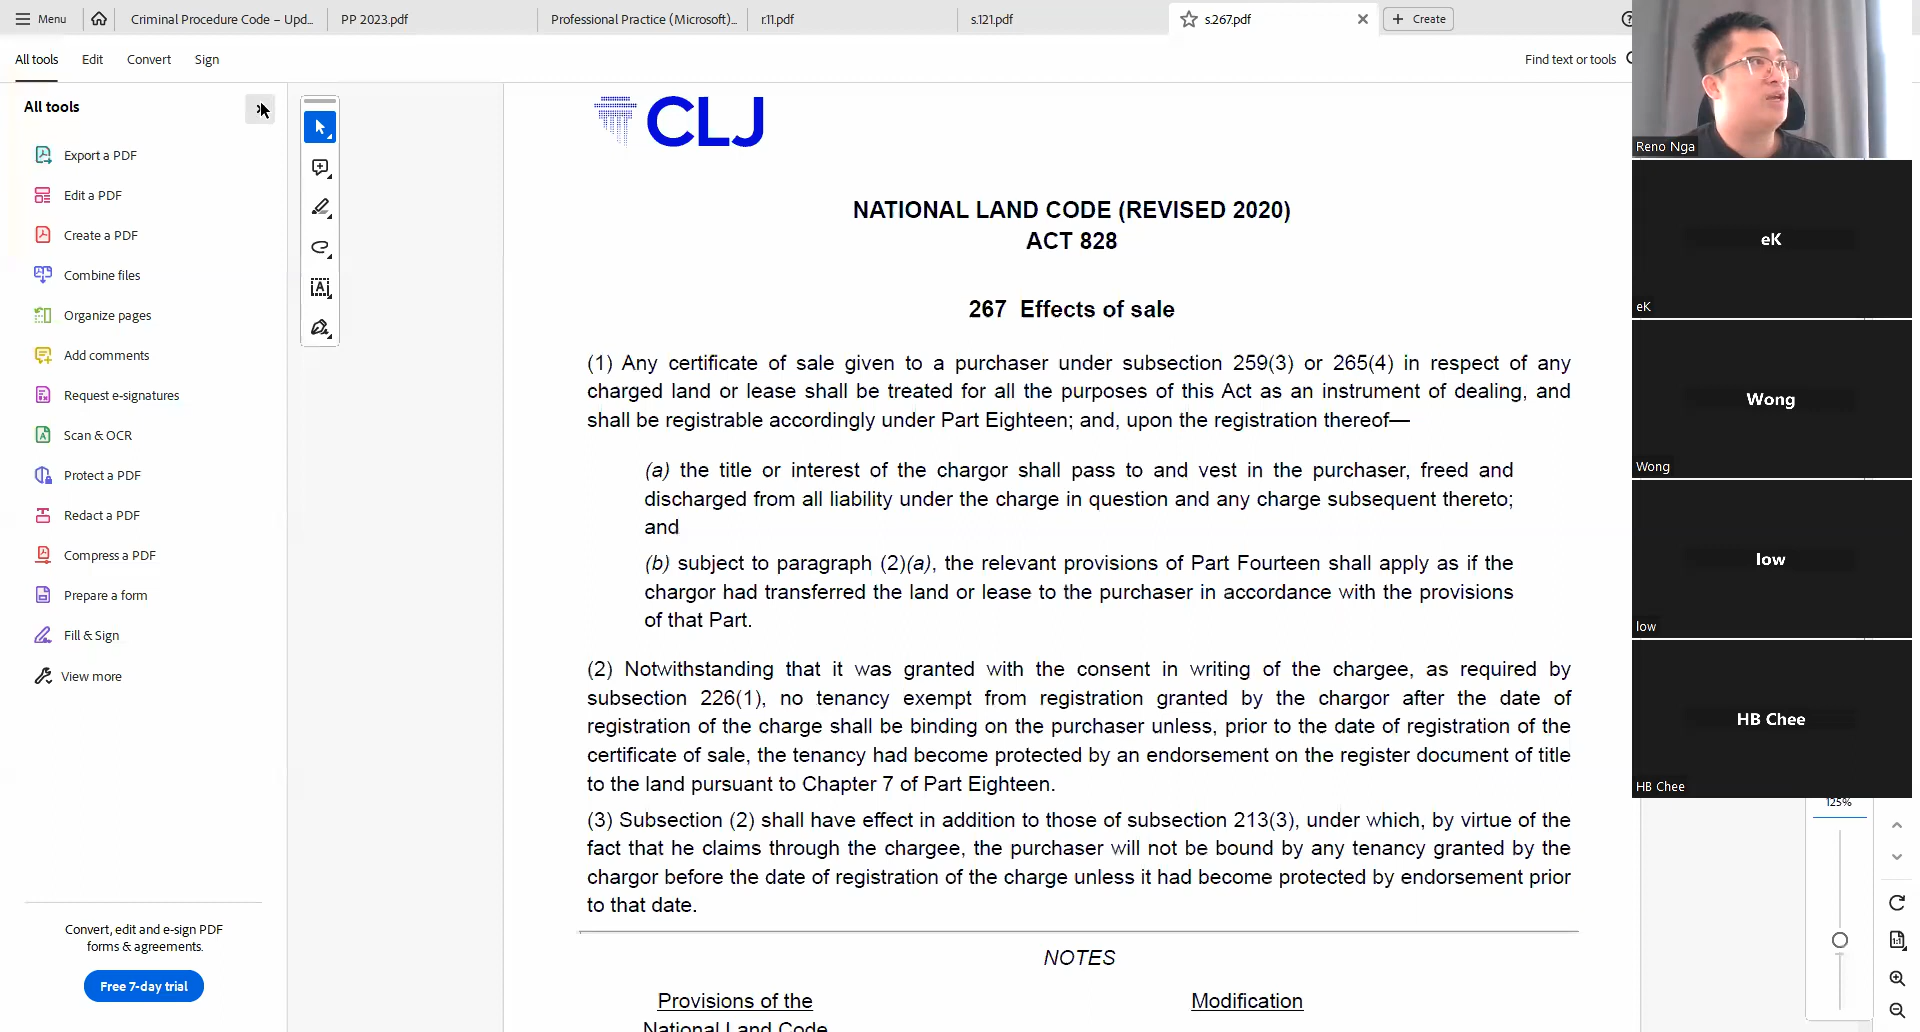 Menu
Criminal Procedure Code – Upd...
PP 2023.pdf
Professional Practice (Microsoft)...
r.11.pdf
s.121.pdf
s.267.pdf
Create
All tools
Edit
Convert
Sign
Find text or tools
All tools
Export a PDF
Edit a PDF
Create a PDF
Combine files
Organize pages
Add comments
Request e-signatures
Scan & OCR
Protect a PDF
Redact a PDF
Compress a PDF
Prepare a form
Fill & Sign
View more
Convert, edit and e-sign PDF
forms & agreements.
Free 7-day trial
CLJ
NATIONAL LAND CODE (REVISED 2020)
ACT 828
267 Effects of sale
(1) Any certificate of sale given to a purchaser under subsection 259(3) or 265(4) in respect of any
charged land or lease shall be treated for all the purposes of this Act as an instrument of dealing, and
shall be registrable accordingly under Part Eighteen; and, upon the registration thereof—
(a) the title or interest of the chargor shall pass to and vest in the purchaser, freed and
discharged from all liability under the charge in question and any charge subsequent thereto;
and
(b) subject to paragraph (2)(a), the relevant provisions of Part Fourteen shall apply as if the
chargor had transferred the land or lease to the purchaser in accordance with the provisions
of that Part.
(2) Notwithstanding that it was granted with the consent in writing of the chargee, as required by
subsection 226(1), no tenancy exempt from registration granted by the chargor after the date of
registration of the charge shall be binding on the purchaser unless, prior to the date of registration of the
certificate of sale, the tenancy had become protected by an endorsement on the register document of title
to the land pursuant to Chapter 7 of Part Eighteen.
(3) Subsection (2) shall have effect in addition to those of subsection 213(3), under which, by virtue of the
fact that he claims through the chargee, the purchaser will not be bound by any tenancy granted by the
chargor before the date of registration of the charge unless it had become protected by endorsement prior
to that date.
NOTES
Provisions of the
National Land Code
Modification
Reno Nga
eK
eK
Wong
Wong
low
low
HB Chee
HB Chee
125%
1:1